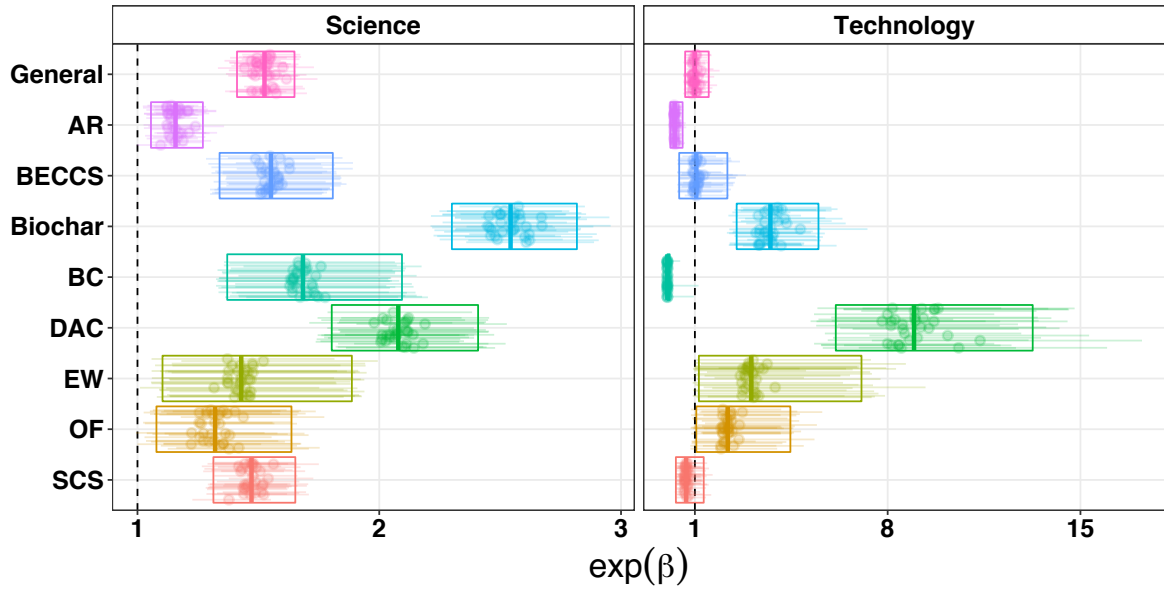 Science Technology
General
AR
BECCS
Biochar
BC
DAC
EW
OF
SCS
1 2 3 1 8 15
exp(β)